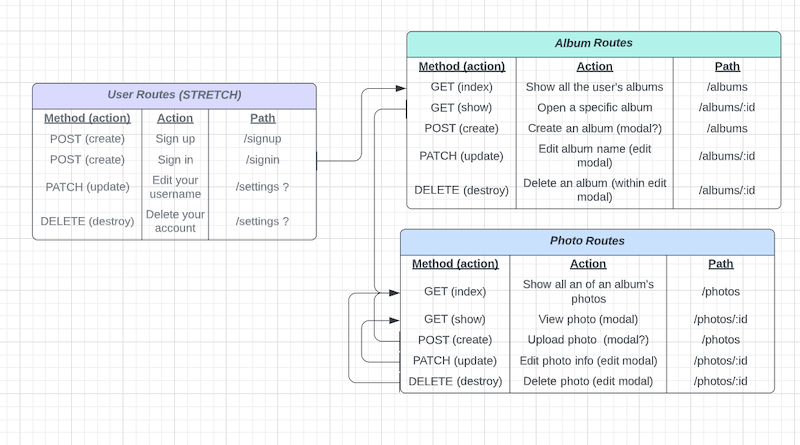 User Routes (STRETCH)
Method (action) Action Path
POST (create) Sign up /signup
POST (create) Sign in /signin
PATCH (update) Edit your username /settings ?
DELETE (destroy) Delete your account /settings ?
Album Routes
Method (action) Action Path
GET (index) Show all the user's albums /albums
GET (show) Open a specific album /albums/:id
POST (create) Create an album (modal?) /albums
PATCH (update) Edit album name (edit modal) /albums/:id
DELETE (destroy) Delete an album (within edit modal) /albums/:id
Photo Routes
Method (action) Action Path
GET (index) Show all an of an album's photos /photos
GET (show) View photo (modal) /photos/:id
POST (create) Upload photo (modal?) /photos
PATCH (update) Edit photo info (edit modal) /photos/:id
DELETE (destroy) Delete photo (edit modal) /photos/:id